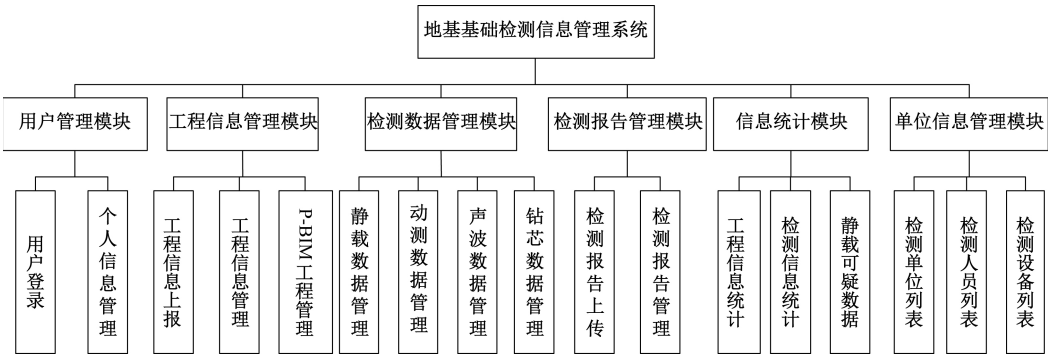 地基基础检测信息管理系统
用户管理模块
工程信息管理模块
检测数据管理模块
检测报告管理模块
信息统计模块
单位信息管理模块
用户登录
个人信息管理
工程信息上报
工程信息管理
P-BIM工程管理
静载数据管理
动测数据管理
声波数据管理
钻芯数据管理
检测报告上传
检测报告管理
工程信息统计
检测信息统计
静载可疑数据
检测单位列表
检测人员列表
检测设备列表